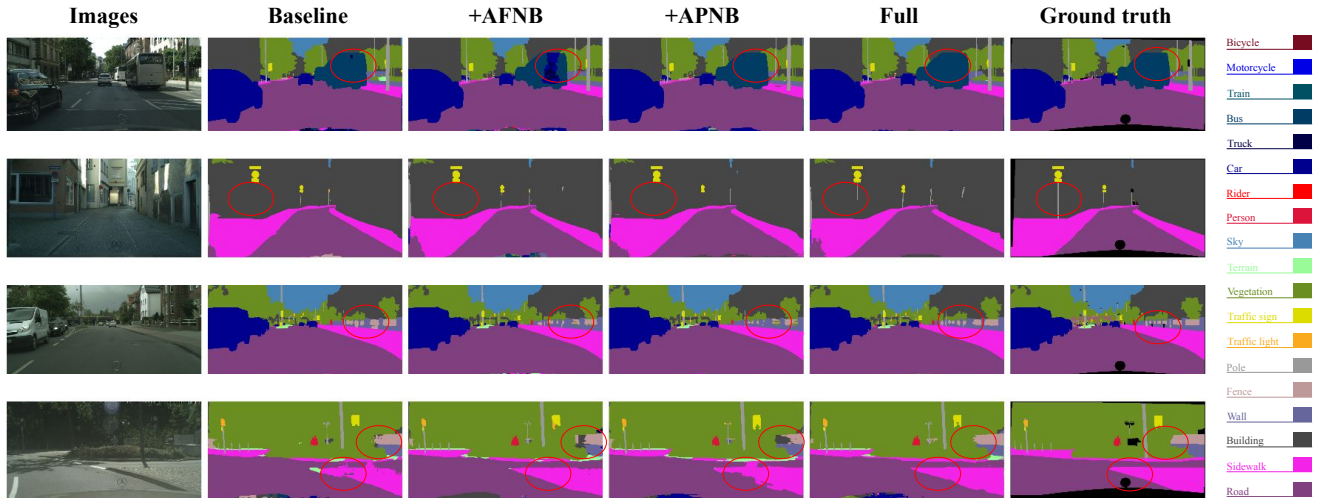 Images Baseline +AFNB +APNB Full Ground truth
Bicycle
Motorcycle
Train
Bus
Truck
Car
Rider
Person
Sky
Terrain
Vegetation
Traffic sign
Traffic light
Pole
Fence
Wall
Building
Sidewalk
Road